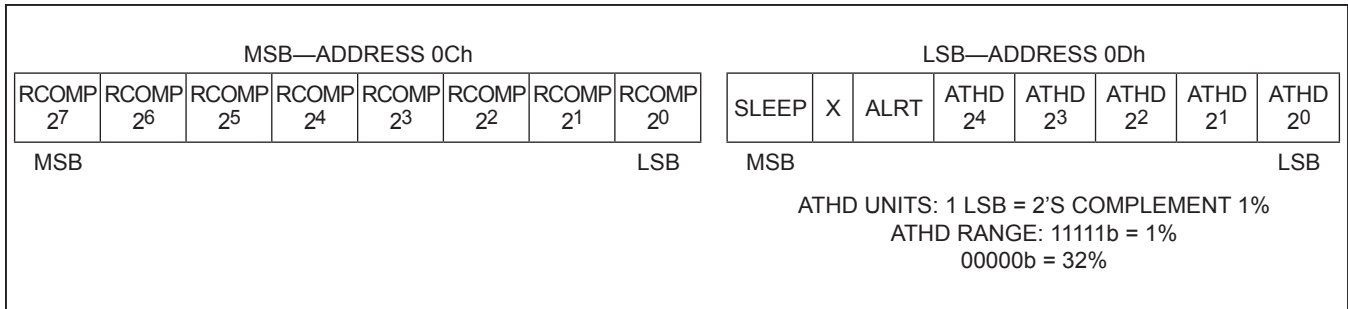 MSB—ADDRESS 0Ch
LSB—ADDRESS 0Dh
RCOMP RCOMP RCOMP RCOMP RCOMP RCOMP RCOMP RCOMP
2⁷ 2⁶ 2⁵ 2⁴ 2³ 2² 2¹ 2⁰
SLEEP X ALRT ATHD ATHD ATHD ATHD ATHD
2⁴ 2³ 2² 2¹ 2⁰
MSB LSB
MSB LSB
ATHD UNITS: 1 LSB = 2'S COMPLEMENT 1%
ATHD RANGE: 11111b = 1%
00000b = 32%